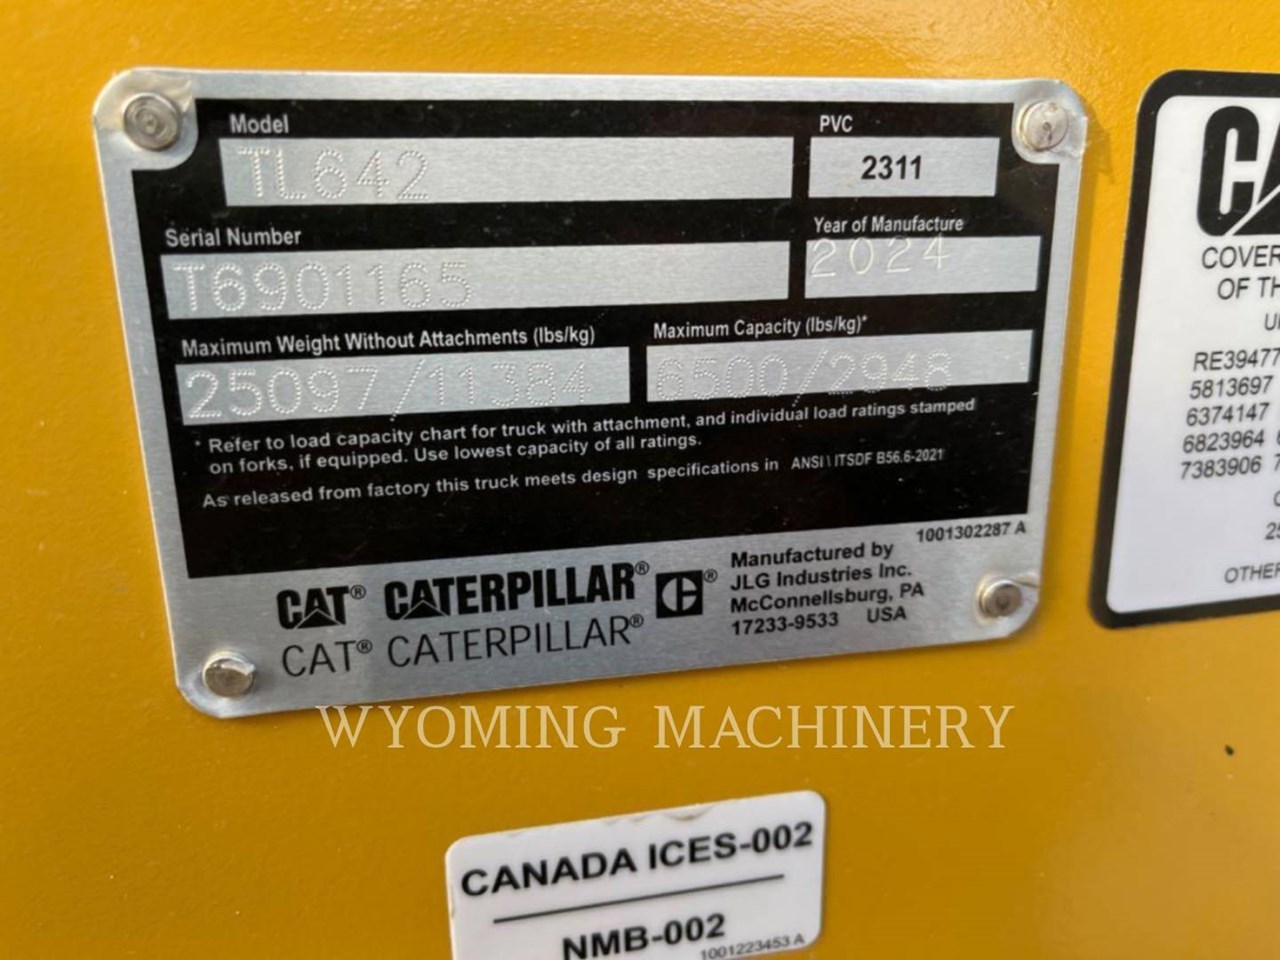 Model
TL642
PVC
2311
Serial Number
T6901165
Year of Manufacture
2024
Maximum Weight Without Attachments (lbs/kg)
25097/11384
Maximum Capacity (lbs/kg)*
6500/2948
* Refer to load capacity chart for truck with attachment, and individual load ratings stamped
on forks, if equipped. Use lowest capacity of all ratings.
As released from factory this truck meets design specifications in ANSI \ ITSDF B56.6-2021
1001302287 A
CAT® CATERPILLAR®
CAT® CATERPILLAR®
Manufactured by
JLG Industries Inc.
McConnellsburg, PA
17233-9533 USA
WYOMING MACHINERY
CANADA ICES-002
NMB-002
1001223453 A
COVER
OF TH
RE39477
5813697
6374147
6823964
7383906 7
OTHER